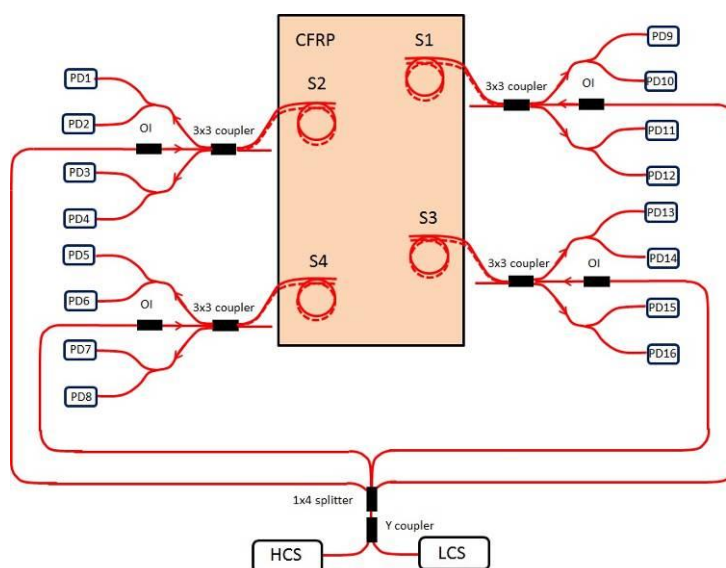 CFRP
S1
PD9
PD10
OI
3x3 coupler
PD11
PD12
PD1
S2
PD2
OI
3x3 coupler
PD3
PD4
S3
PD13
PD14
3x3 coupler
OI
PD15
PD16
PD5
S4
PD6
OI
3x3 coupler
PD7
PD8
1x4 splitter
Y coupler
HCS
LCS